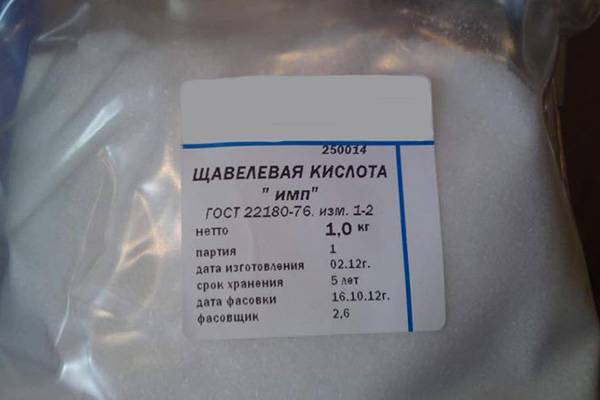 250014
ЩАВЕЛЕВАЯ КИСЛОТА
" ИМП"
ГОСТ 22180-76. изм. 1-2
нетто 1,0 кг
партия 1
дата изготовления 02.12г.
срок хранения 5 лет
дата фасовки 16.10.12г.
фасовщик 2,6